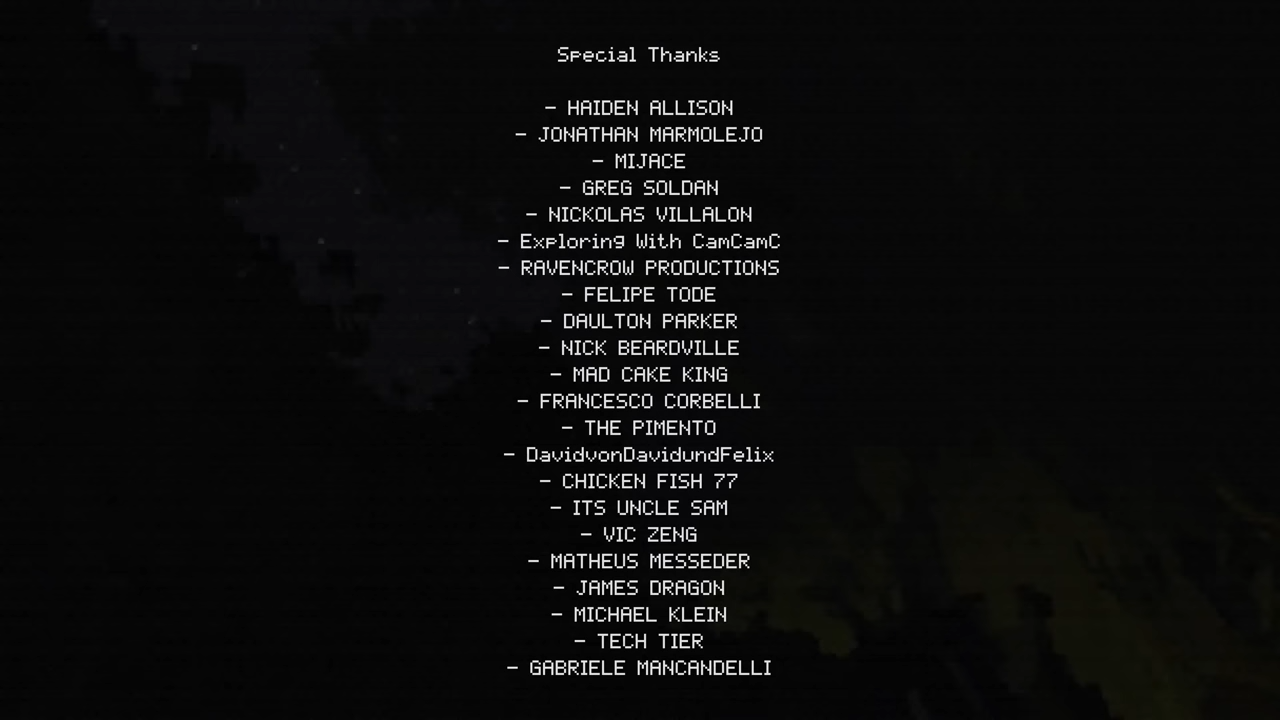 Special Thanks
- HAIDEN ALLISON
- JONATHAN MARMOLEJO
- MIJACE
- GREG SOLDAN
- NICKOLAS VILLALON
- Exploring With CamCamC
- RAVENCROW PRODUCTIONS
- FELIPE TODE
- DAULTON PARKER
- NICK BEARDVILLE
- MAD CAKE KING
- FRANCESCO CORBELLI
- THE PIMENTO
- DavidvonDavidundFelix
- CHICKEN FISH 77
- ITS UNCLE SAM
- VIC ZENG
- MATHEUS MESSEDER
- JAMES DRAGON
- MICHAEL KLEIN
- TECH TIER
- GABRIELE MANCANDELLI